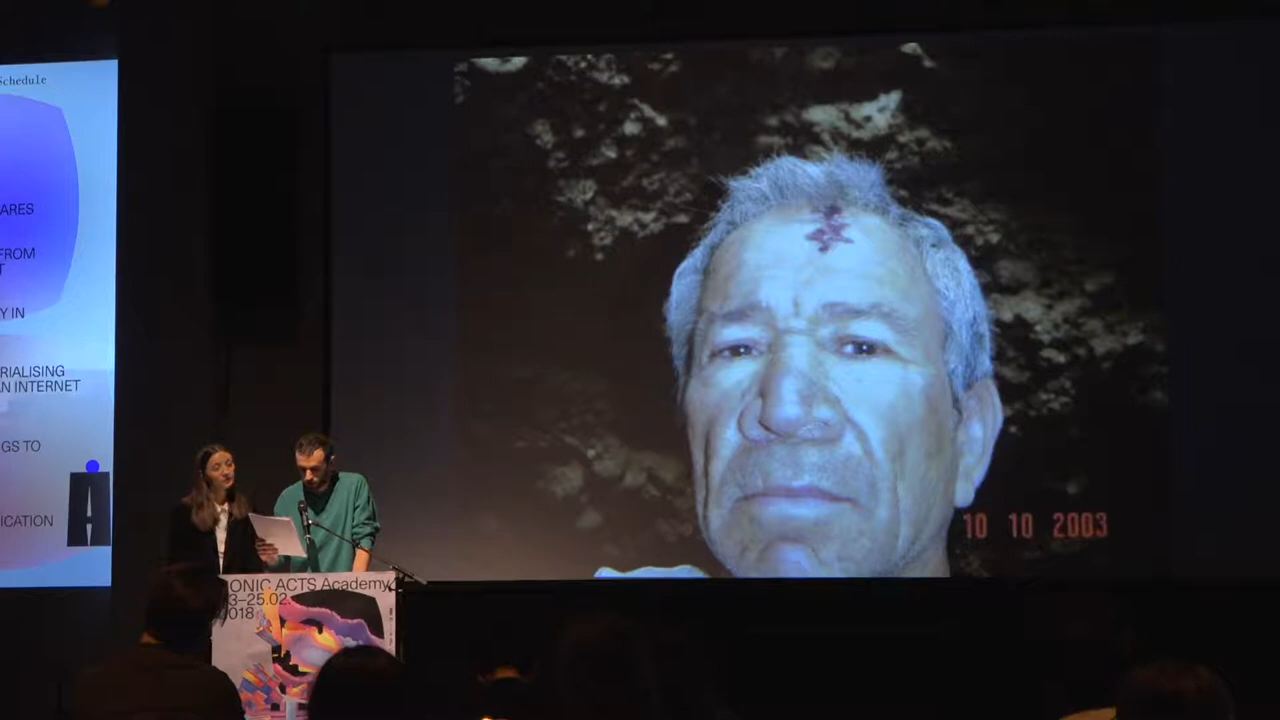 Schedule
ARES
FROM
T
Y IN
RIALISING
AN INTERNET
GS TO
ICATION
10 10 2003
ONIC ACTS Academy
3–25.02.
2018